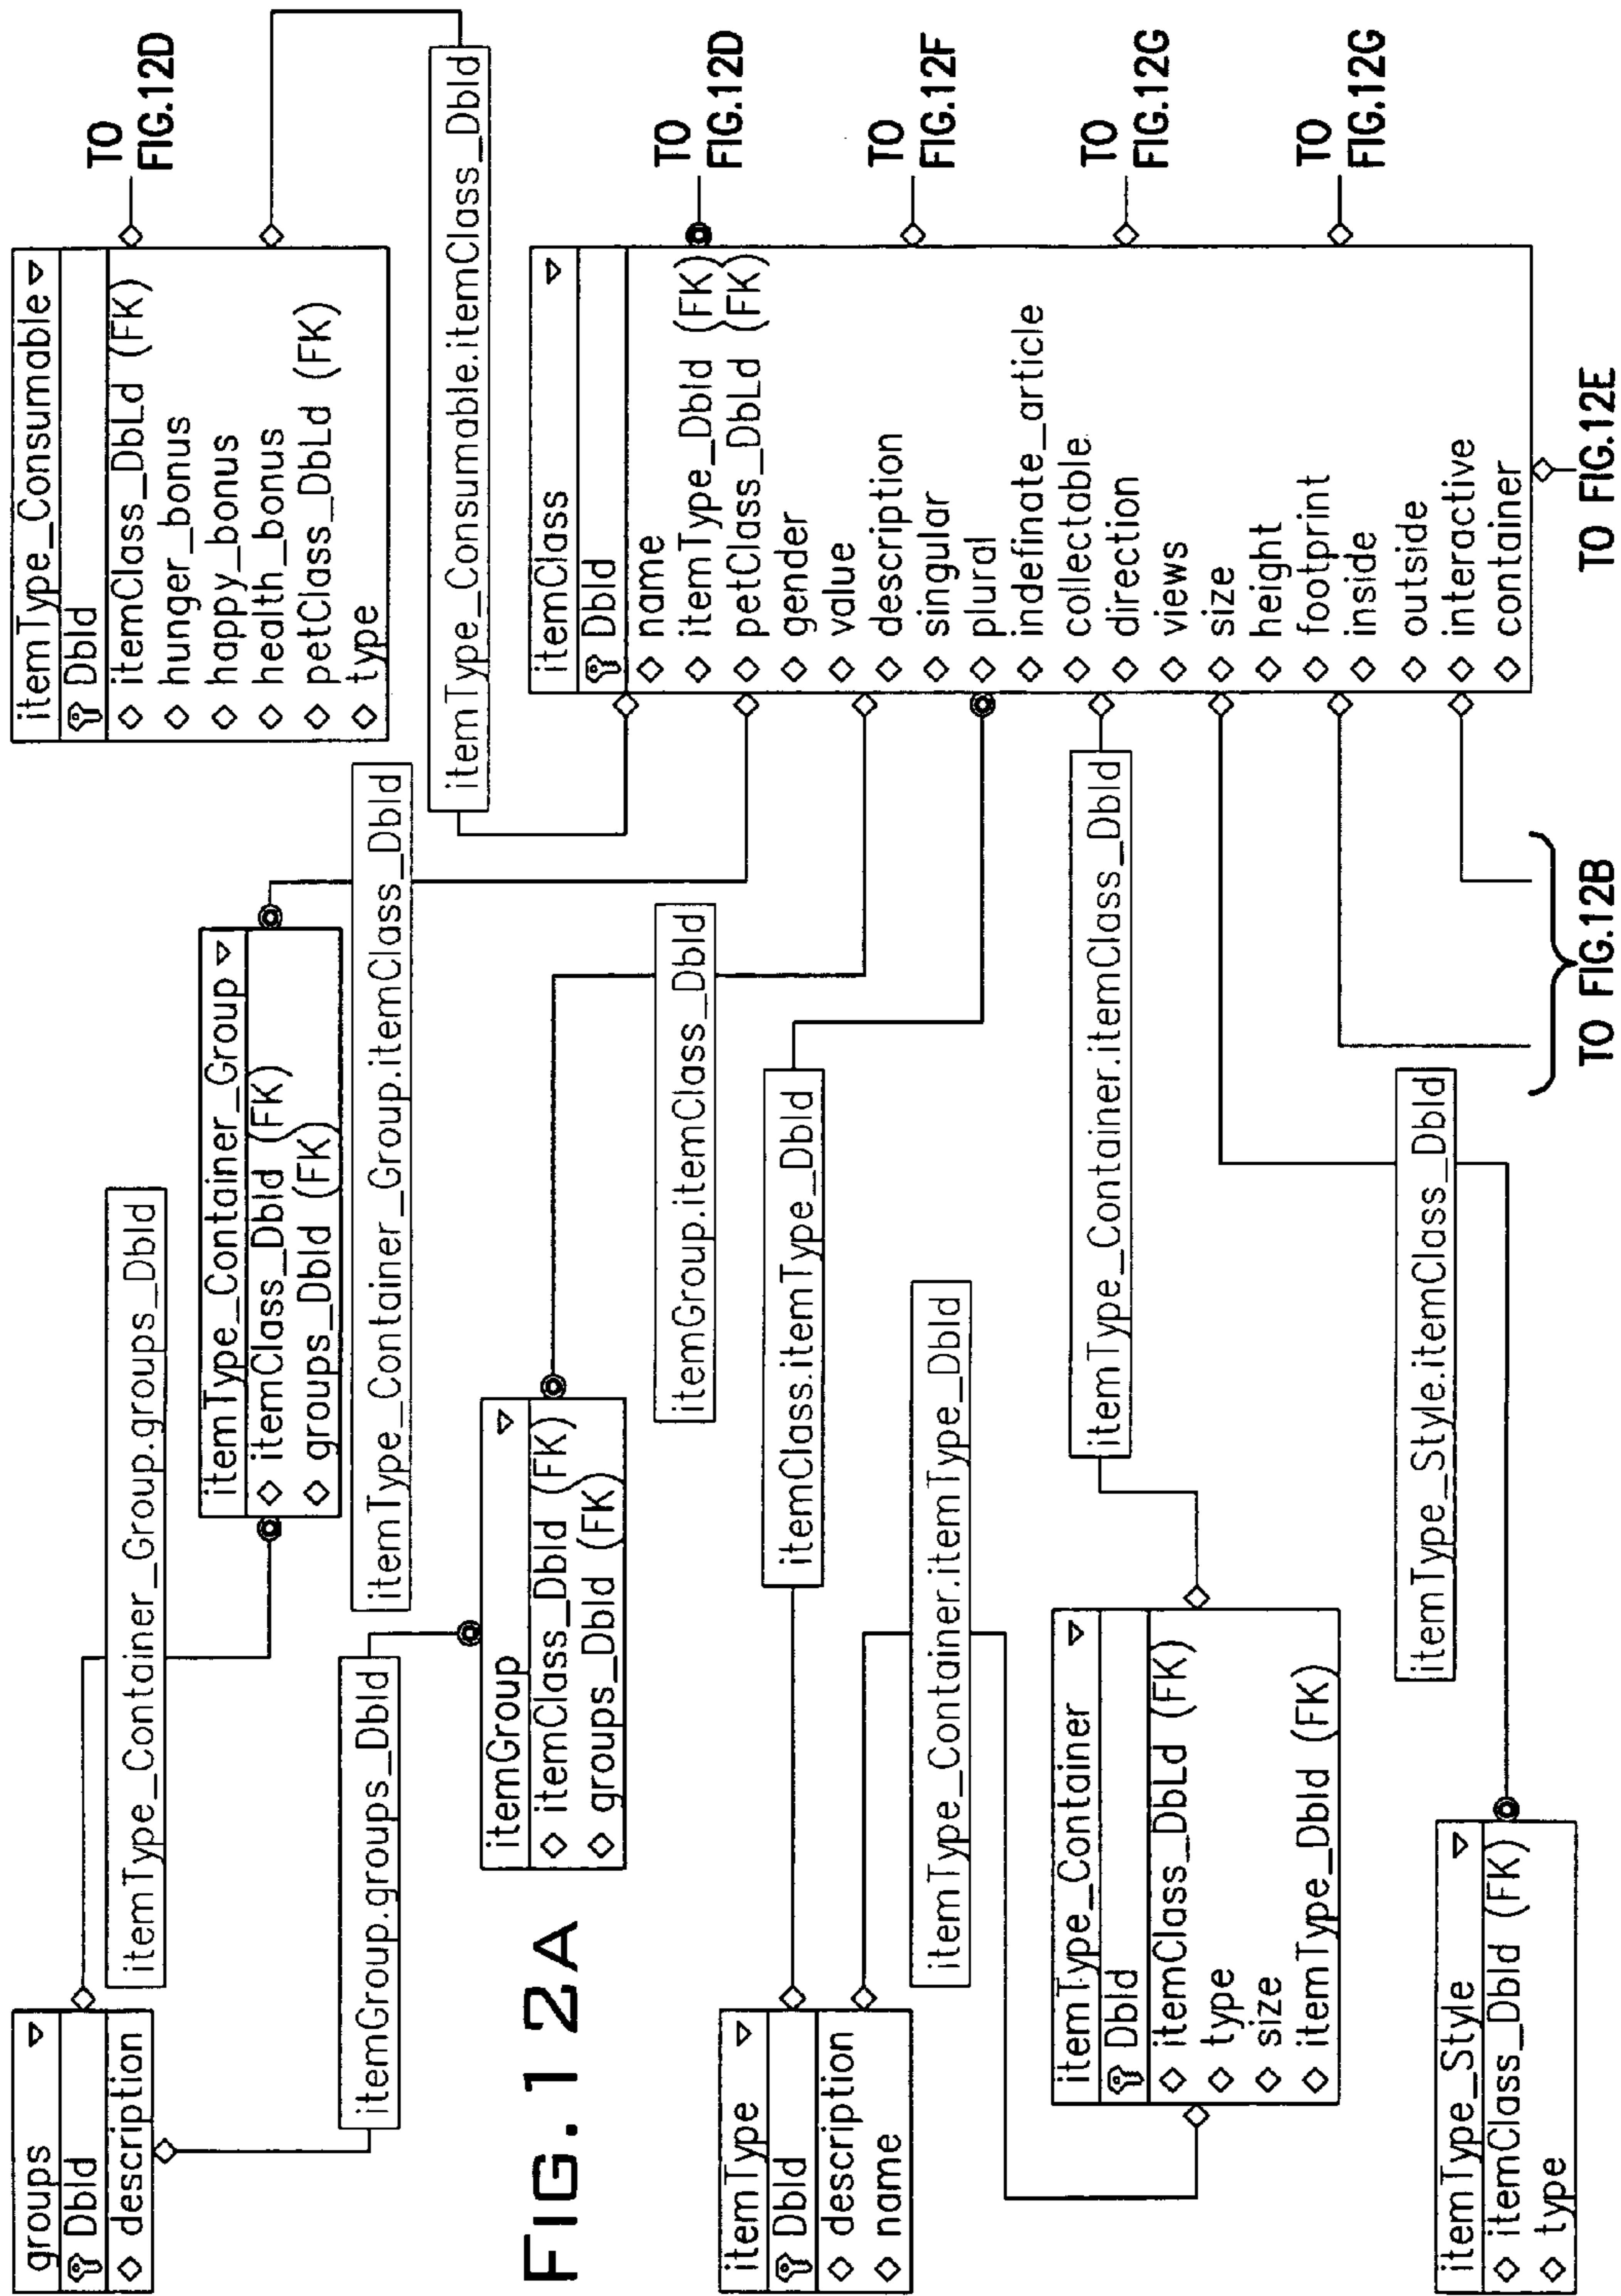 groups
DbId
description
itemType_Container_Group.groups_DbId
itemGroup.groups_DbId
itemType_Container_Group
itemClass_DbId (FK)
groups_DbId (FK)
itemType_Container_Group.itemClass_DbId
itemType_Consumable
DbId
itemClass_DbLd (FK)
hunger_bonus
happy_bonus
health_bonus
petClass_DbLd (FK)
type
TO
FIG.12D
itemType_Consumable.itemClass_DbId
FIG.12A
itemGroup
itemClass_DbId (FK)
groups_DbId (FK)
itemGroup.itemClass_DbId
itemClass.itemType_DbId
itemType
DbId
description
name
itemType_Container.itemType_DbId
itemType_Container
DbId
itemClass_DbLd (FK)
type
size
itemType_DbId (FK)
itemType_Container.itemClass_DbId
itemType_Style
itemClass_DbId (FK)
type
itemType_Style.itemClass_DbId
itemClass
DbId
name
itemType_DbId (FK)
petClass_DbLd (FK)
gender
value
description
singular
plural
indefinate_article
collectable
direction
views
size
height
footprint
inside
outside
interactive
container
TO
FIG.12D
TO
FIG.12F
TO
FIG.12G
TO
FIG.12G
TO FIG.12B
TO FIG.12E